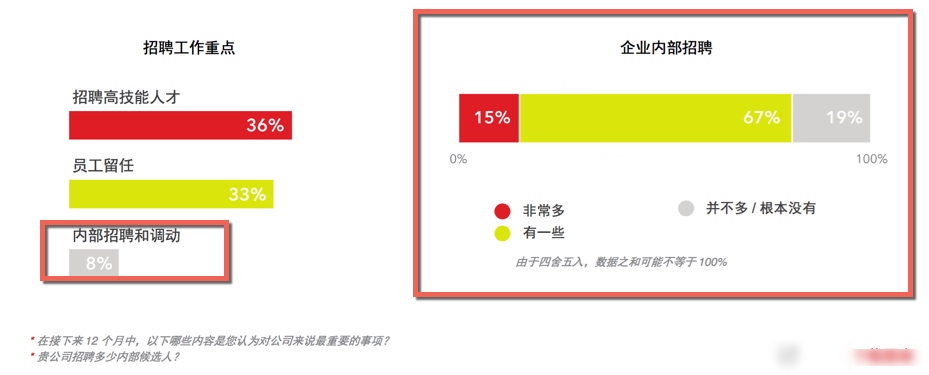 招聘工作重点
招聘高技能人才
36%
员工留任
33%
内部招聘和调动
8%
企业内部招聘
15% 67% 19%
0% 100%
非常多
有一些
并不多 / 根本没有
由于四舍五入，数据之和可能不等于 100%
* 在接下来 12 个月中，以下哪些内容是您认为对公司来说最重要的事项？
* 贵公司招聘多少内部候选人？